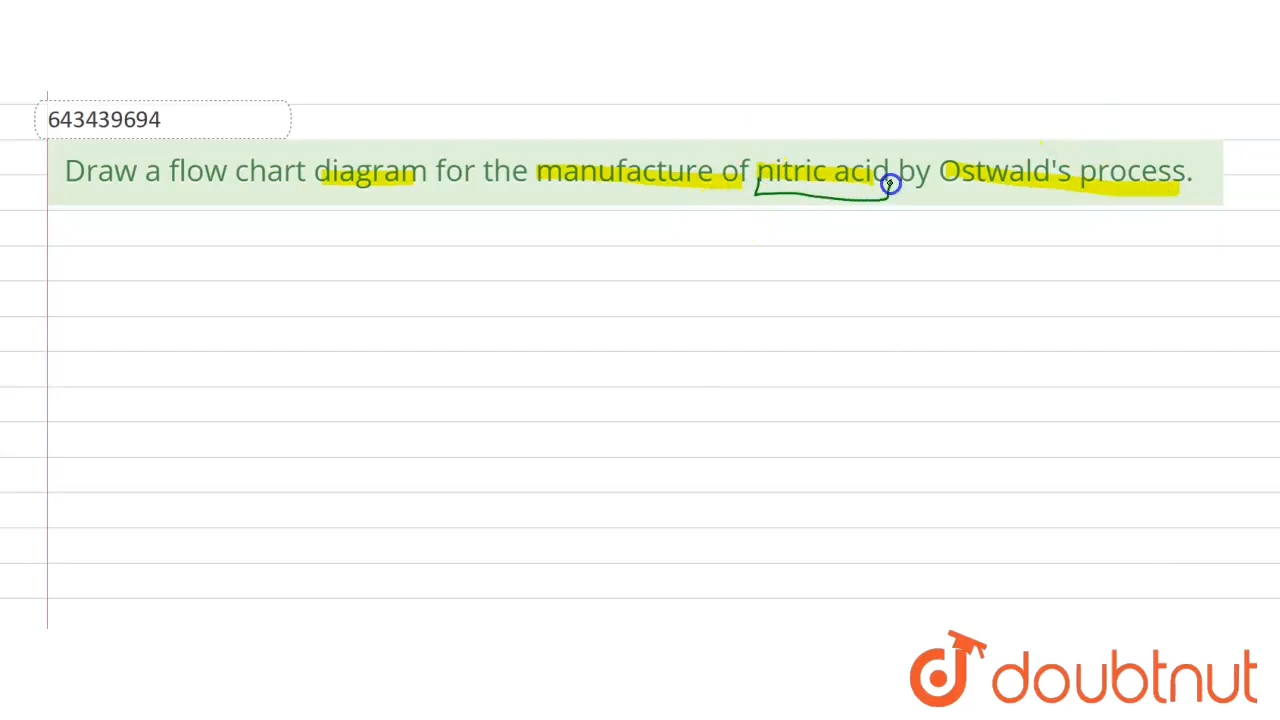 643439694
Draw a flow chart diagram for the manufacture of nitric acid by Ostwald's process.
doubtnut